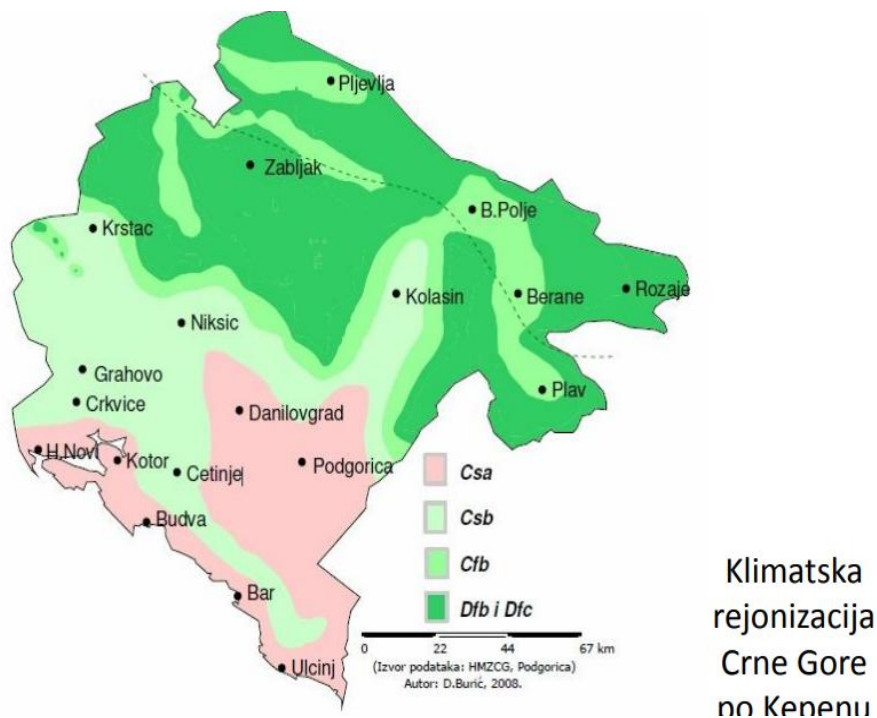 Pljevlja
Zabljak
B.Polje
Krstac
Kolasin
Berane
Rozaje
Niksic
Grahovo
Crkvice
Danilovgrad
Plav
H.Novi
Kotor
Cetinje
Podgorica
Budva
Bar
Ulcinj
Csa
Csb
Cfb
Dfb i Dfc
0 22 44 67 km
(Izvor podataka: HMZCG, Podgorica)
Autor: D.Burić, 2008.
Klimatska
rejonizacija
Crne Gore
po Kepenu